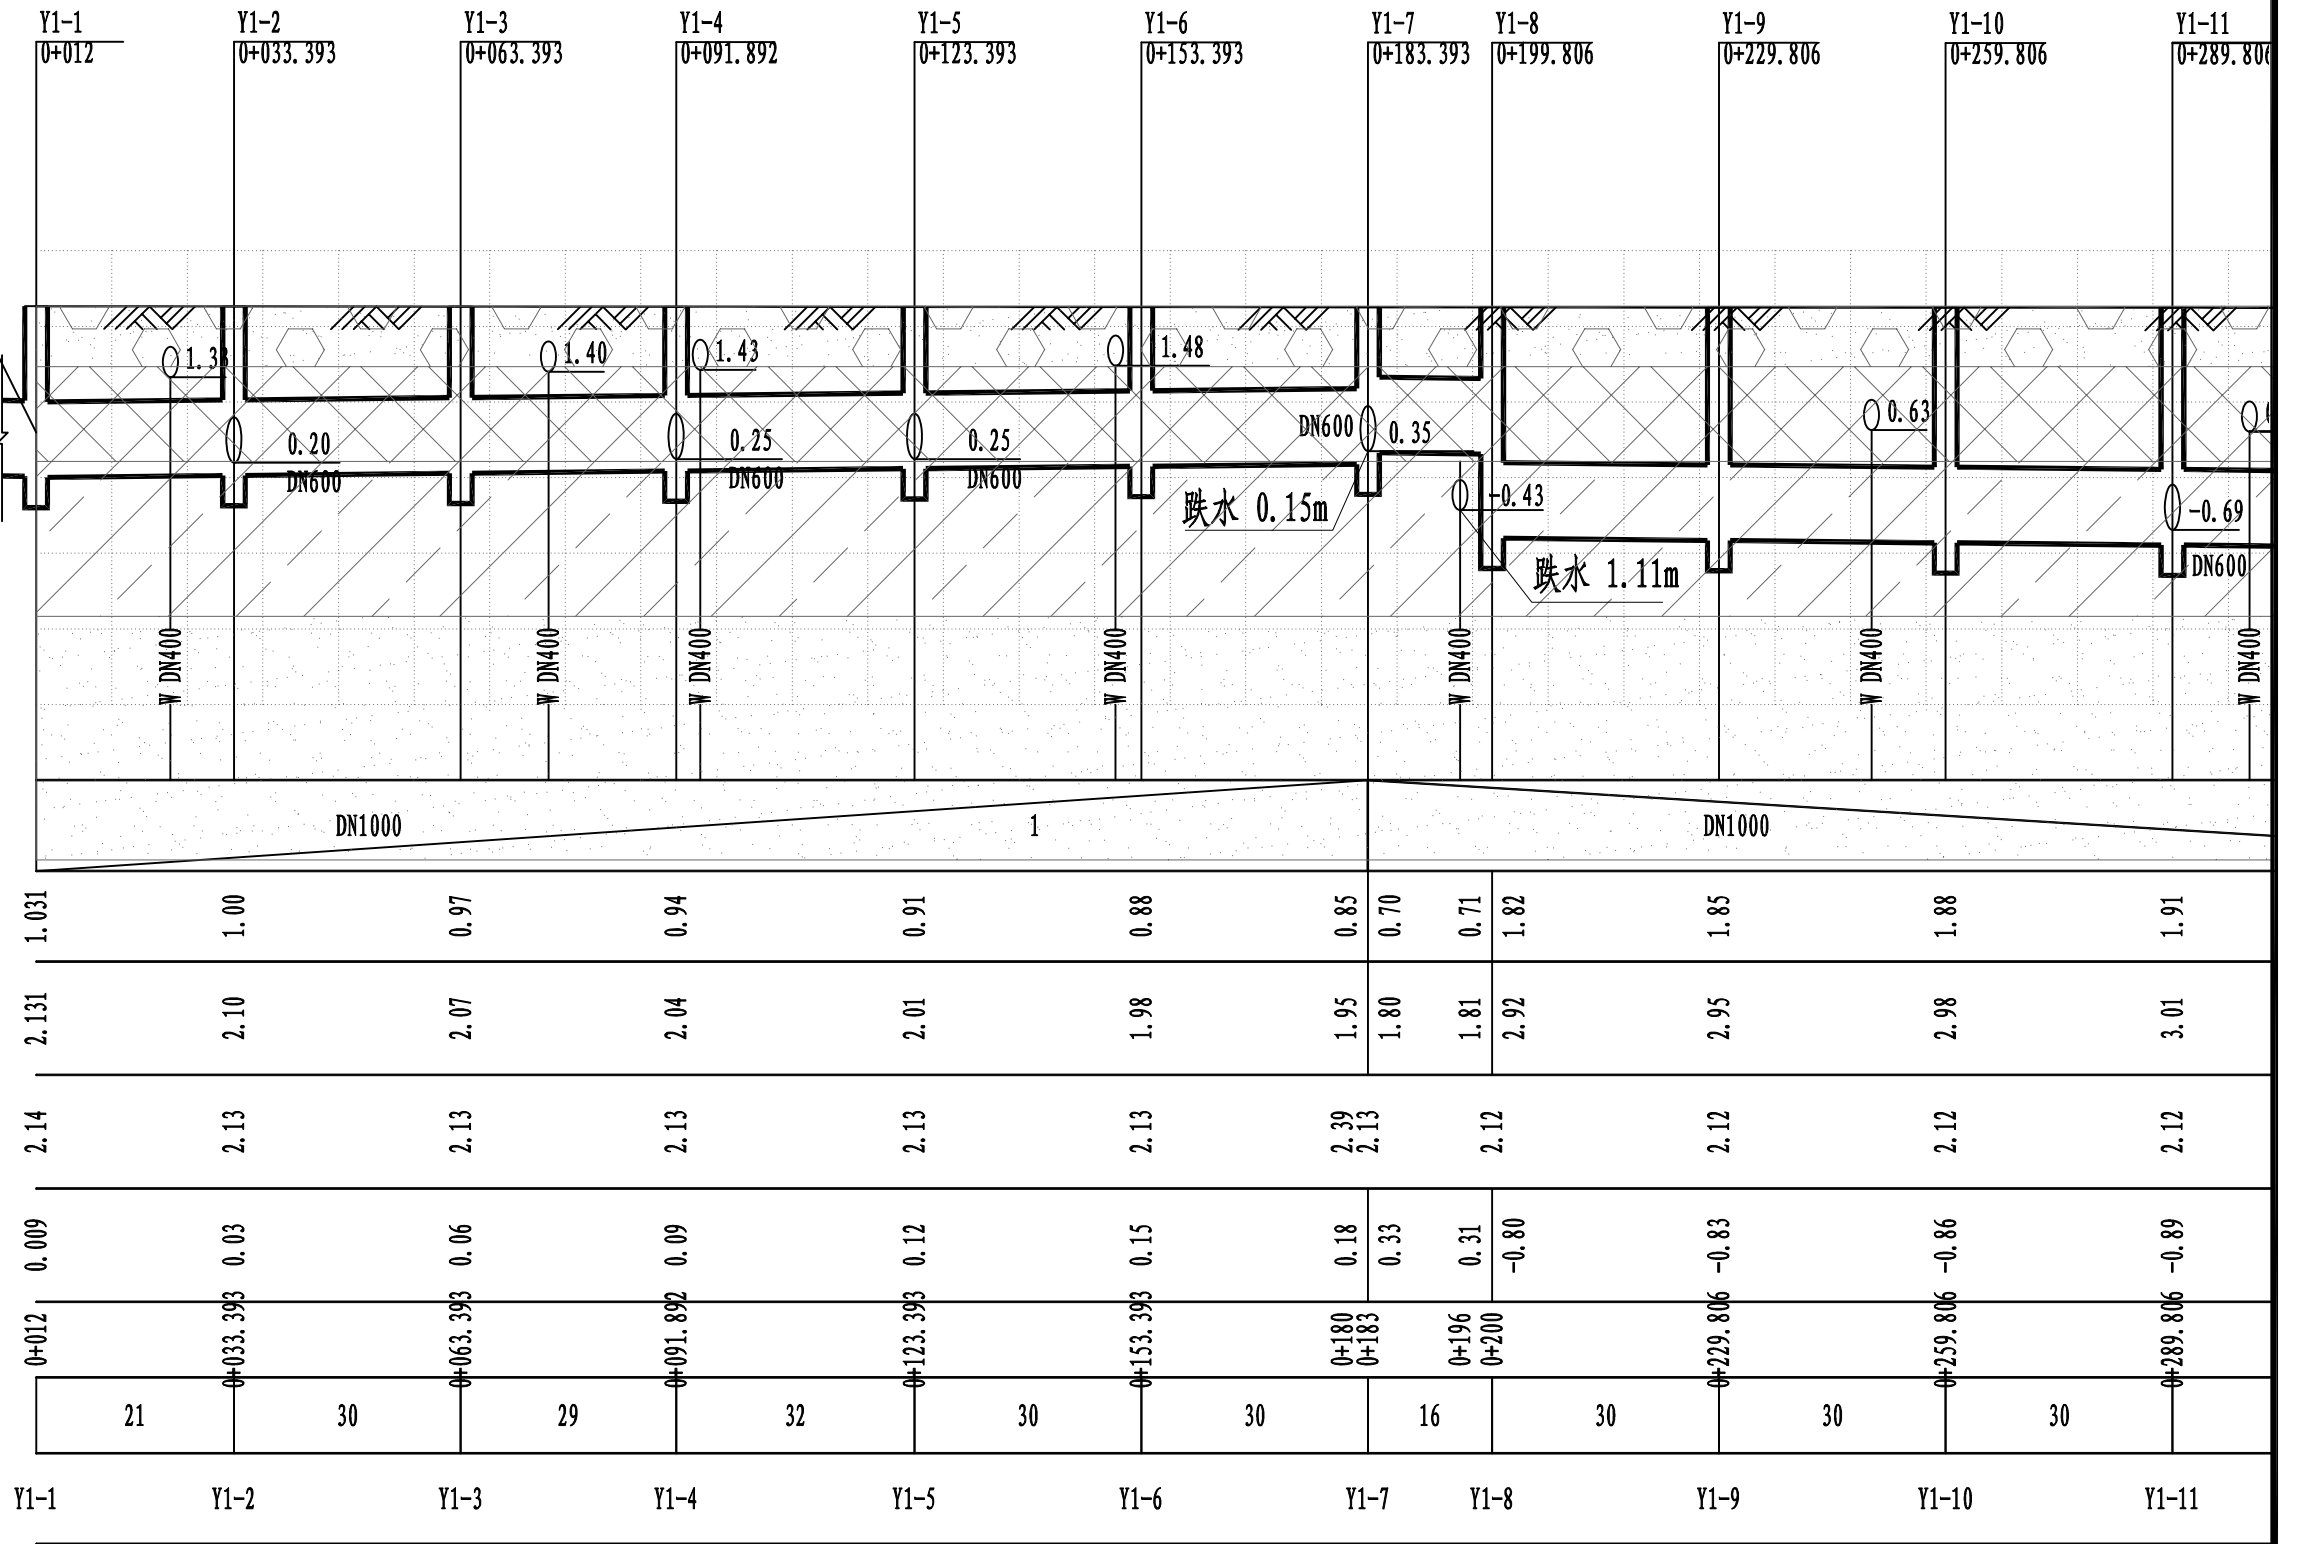 Y1-1 Y1-2 Y1-3 Y1-4 Y1-5 Y1-6 Y1-7 Y1-8 Y1-9 Y1-10 Y1-11
0+012 0+033.393 0+063.393 0+091.892 0+123.393 0+153.393 0+183.393 0+199.806 0+229.806 0+259.806 0+289.806
1.40 1.43 1.48
0.20 0.25 0.25 DN600 0.35 0.63
DN600 DN600 DN600
跌水 0.15m -0.43 -0.69
跌水 1.11m DN600
W DN400 W DN400 W DN400 W DN400 W DN400 W DN400 W DN400
DN1000 1 DN1000
1.031 1.00 0.97 0.94 0.91 0.88 0.85 0.70 0.71 1.82 1.85 1.88 1.91
2.131 2.10 2.07 2.04 2.01 1.98 1.95 1.80 1.81 2.92 2.95 2.98 3.01
2.14 2.13 2.13 2.13 2.13 2.13 2.39 2.13 2.12 2.12 2.12 2.12
0.009 0.03 0.06 0.09 0.12 0.15 0.18 0.33 0.31 -0.80 -0.83 -0.86 -0.89
0+012 0+033.393 0+063.393 0+091.892 0+123.393 0+153.393 0+180 0+183 0+196 0+200 0+229.806 0+259.806 0+289.806
21 30 29 32 30 30 16 30 30 30
Y1-1 Y1-2 Y1-3 Y1-4 Y1-5 Y1-6 Y1-7 Y1-8 Y1-9 Y1-10 Y1-11